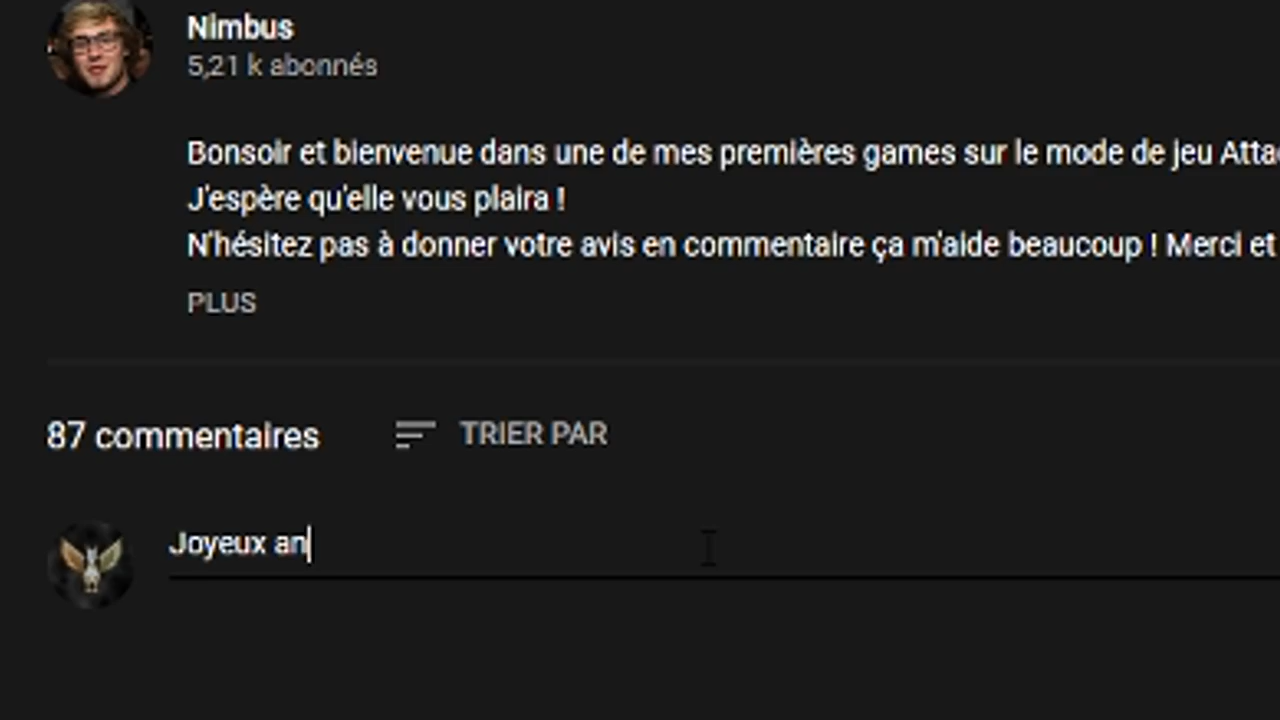 Nimbus
5,21 k abonnés
Bonsoir et bienvenue dans une de mes premières games sur le mode de jeu
J'espère qu'elle vous plaira !
N'hésitez pas à donner votre avis en commentaire ça m'aide beaucoup ! Merci et
PLUS
87 commentaires
TRIER PAR
Joyeux an